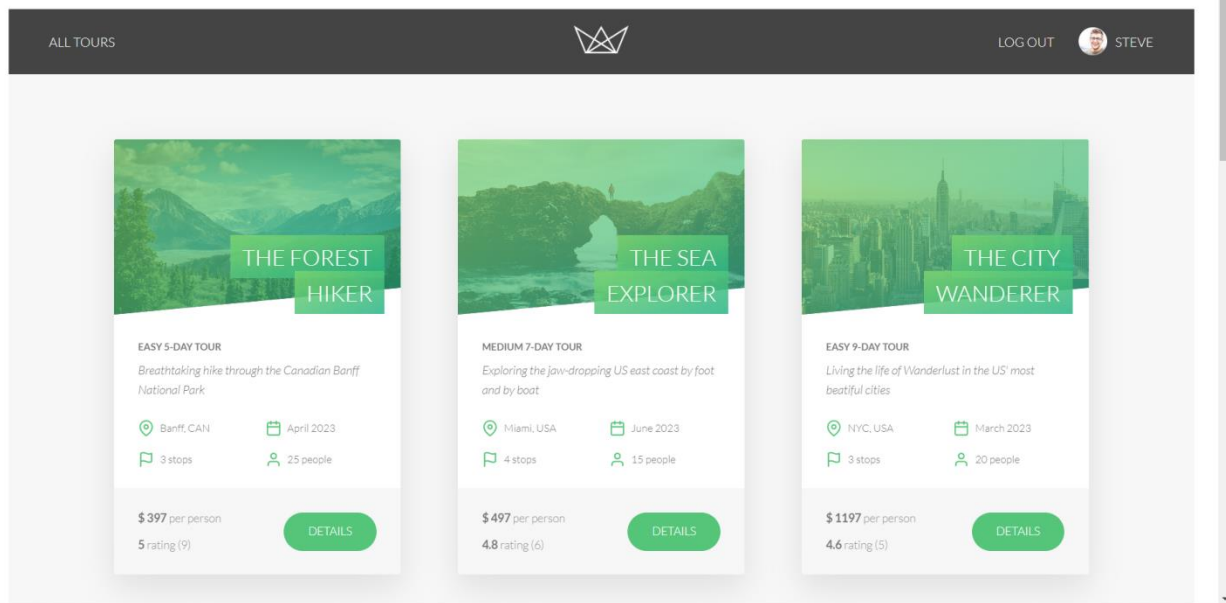 ALL TOURS
LOG OUT
STEVE
THE FOREST
HIKER
EASY 5-DAY TOUR
Breathtaking hike through the Canadian Banff
National Park
Banff, CAN
April 2023
3 stops
25 people
$ 397 per person
5 rating (9)
DETAILS
THE SEA
EXPLORER
MEDIUM 7-DAY TOUR
Exploring the jaw-dropping US east coast by foot
and by boat
Miami, USA
June 2023
4 stops
15 people
$ 497 per person
4.8 rating (6)
DETAILS
THE CITY
WANDERER
EASY 9-DAY TOUR
Living the life of Wanderlust in the US' most
beatiful cities
NYC, USA
March 2023
3 stops
20 people
$ 1197 per person
4.6 rating (5)
DETAILS